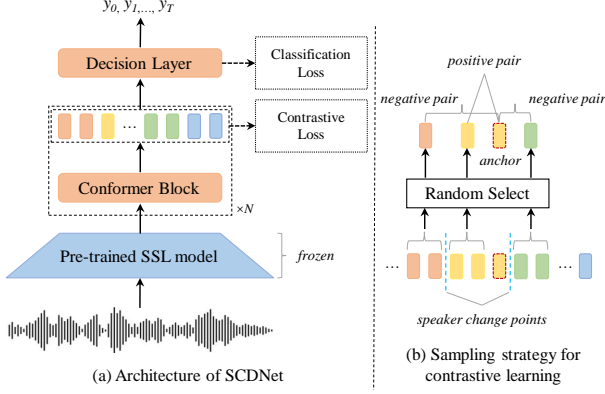 y0, y1,..., yT
Decision Layer
Classification
Loss
...
Contrastive
Loss
Conformer Block
×N
Pre-trained SSL model
frozen
(a) Architecture of SCDNet
positive pair
negative pair
negative pair
anchor
Random Select
...
...
speaker change points
(b) Sampling strategy for
contrastive learning